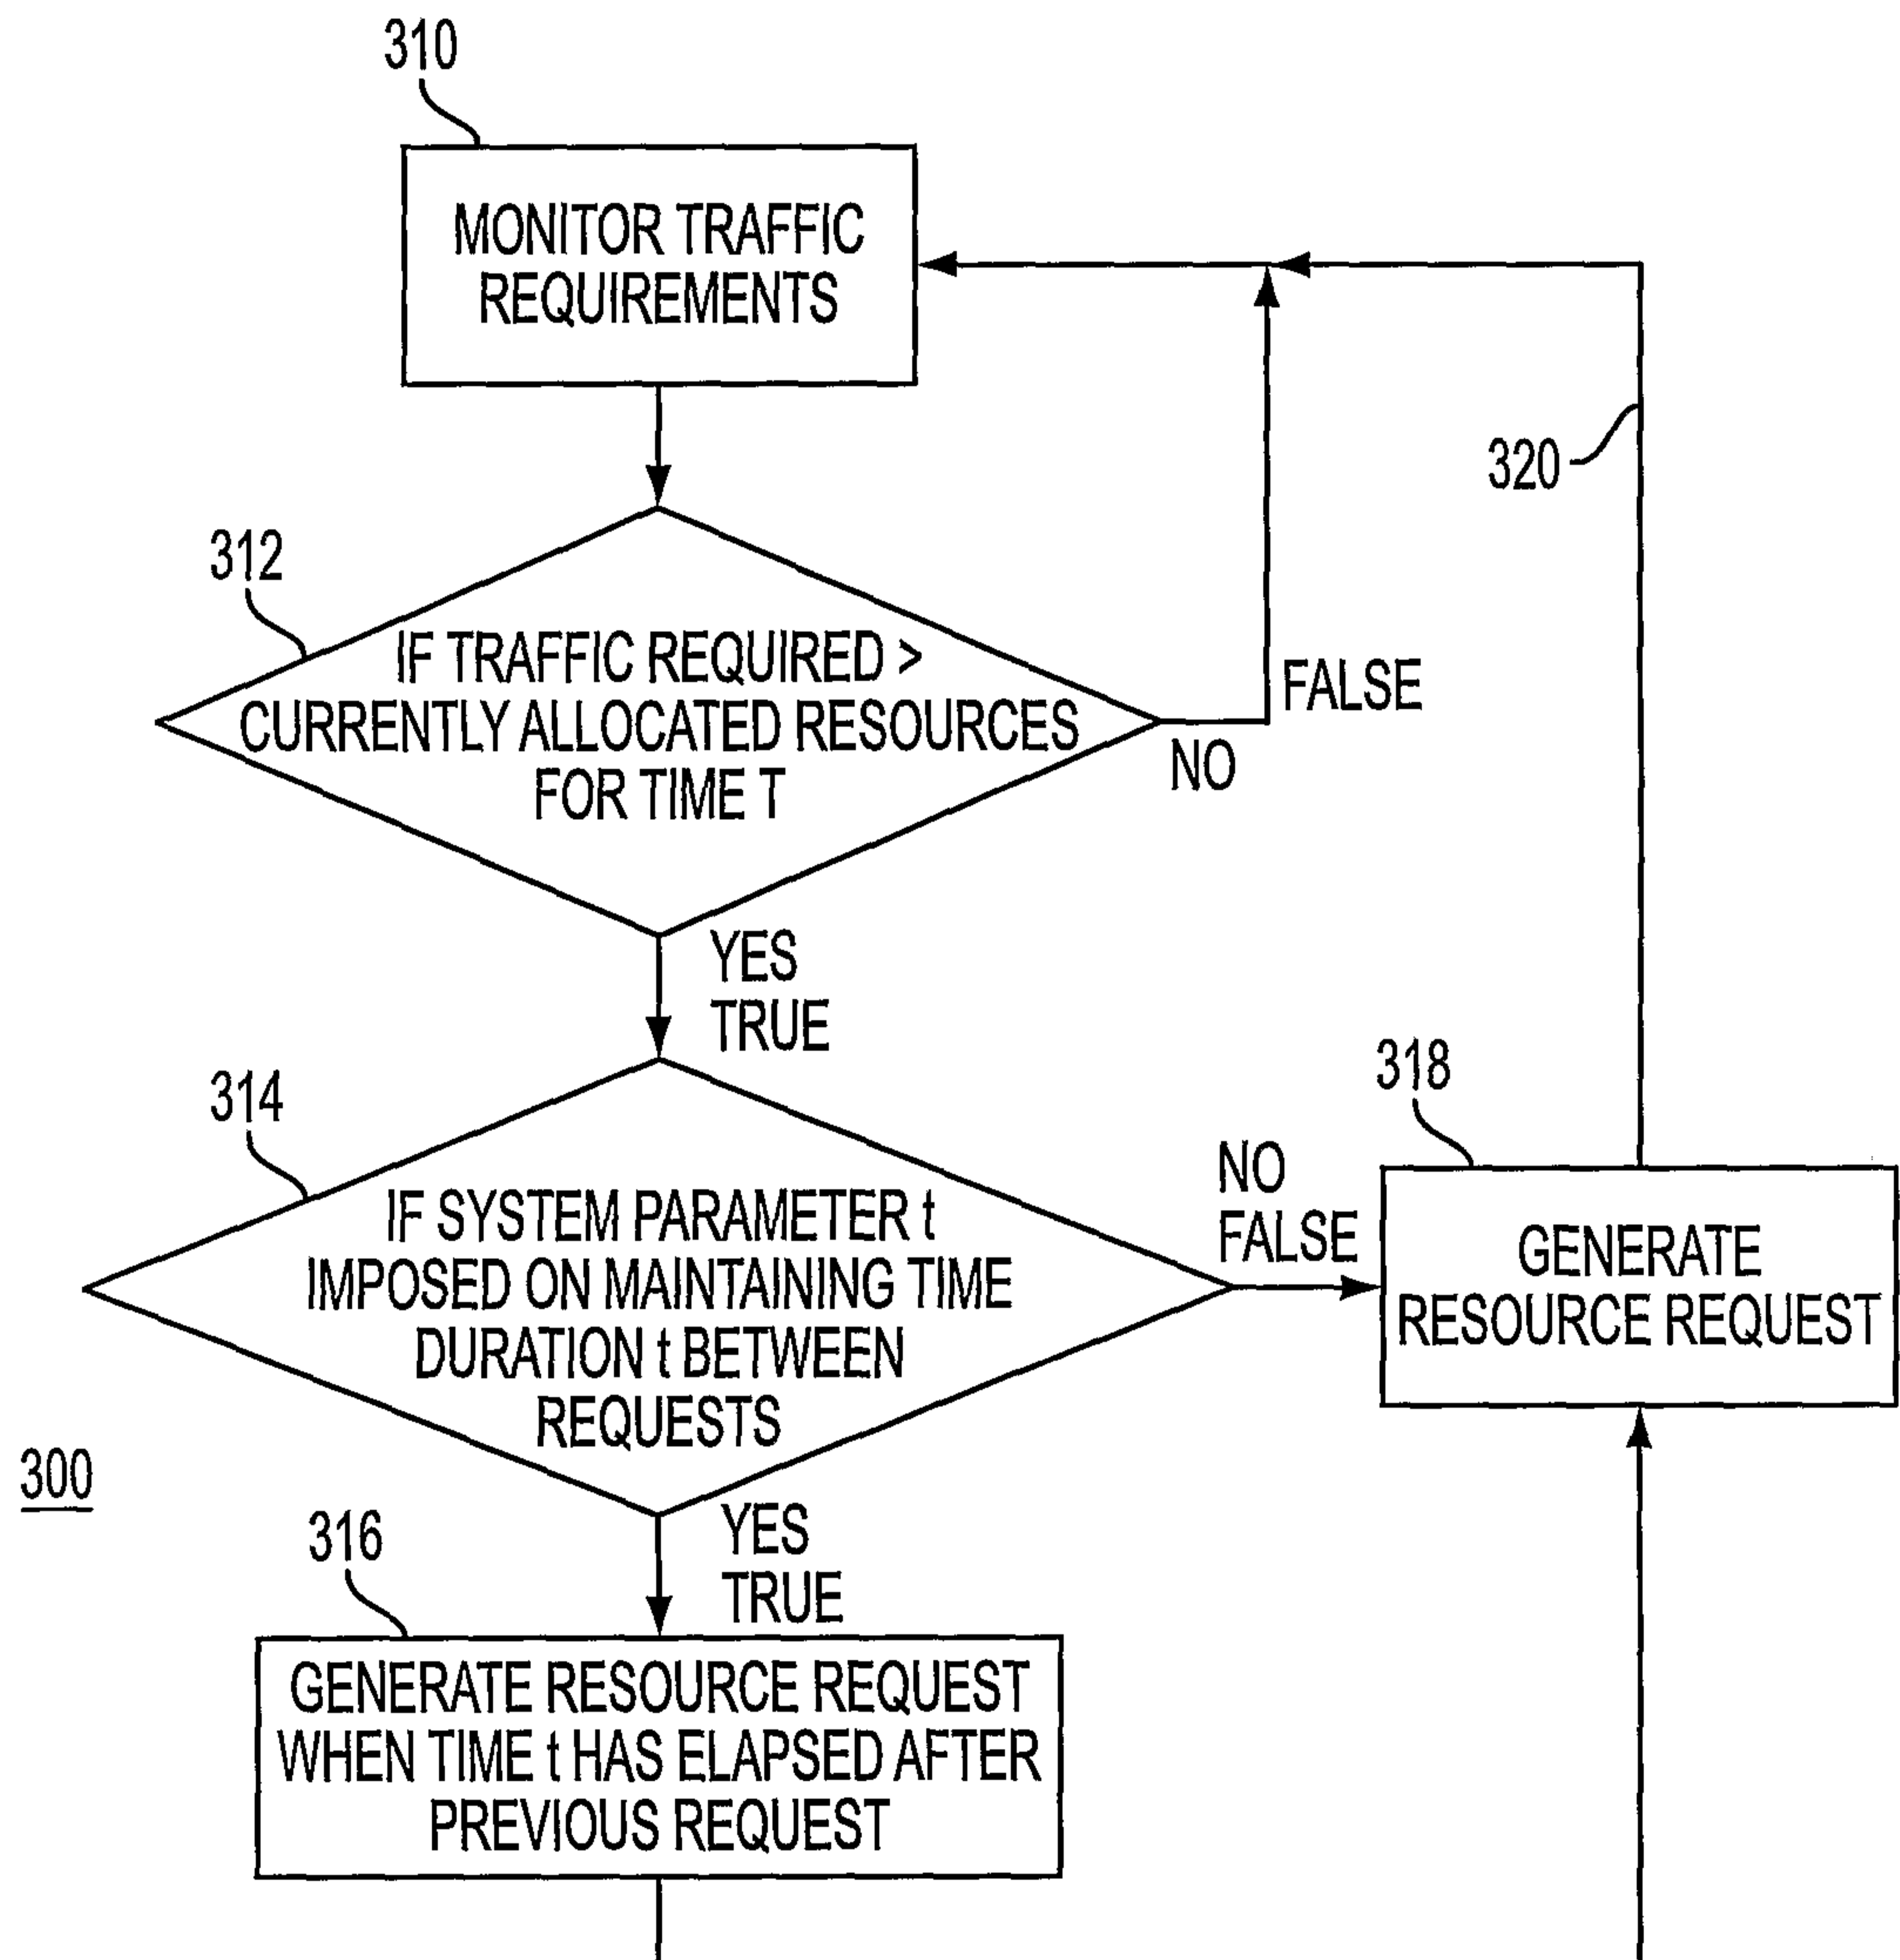 310
MONITOR TRAFFIC
REQUIREMENTS
320
312
IF TRAFFIC REQUIRED >
CURRENTLY ALLOCATED RESOURCES
FOR TIME T
FALSE
NO
YES
TRUE
314
IF SYSTEM PARAMETER t
IMPOSED ON MAINTAINING TIME
DURATION t BETWEEN
REQUESTS
NO
FALSE
318
GENERATE
RESOURCE REQUEST
300
YES
TRUE
316
GENERATE RESOURCE REQUEST
WHEN TIME t HAS ELAPSED AFTER
PREVIOUS REQUEST